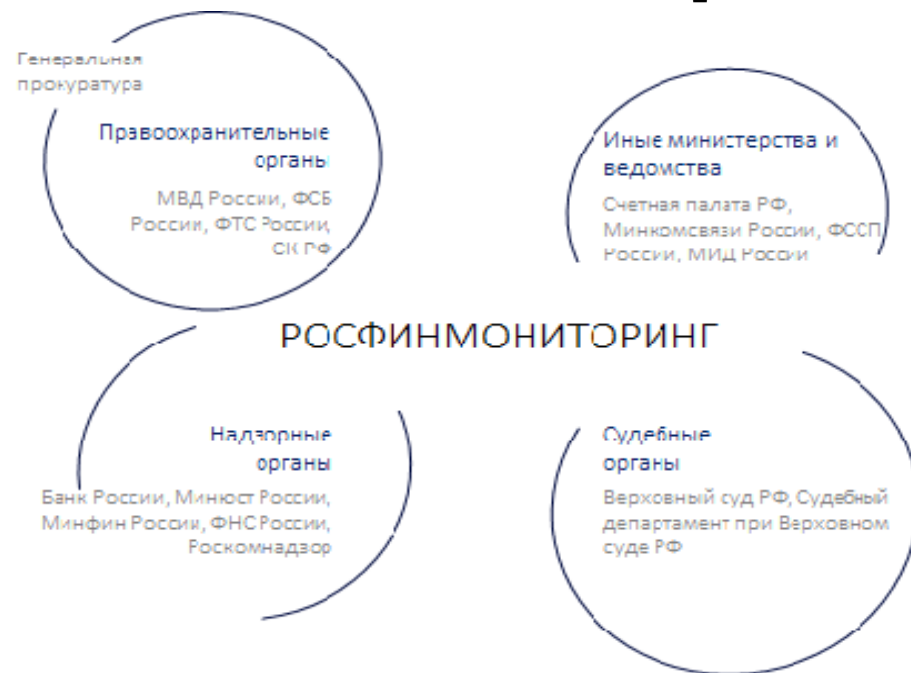 Генеральная
прокуратура
Правоохранительные
органы
МВД России, ФСБ
России, ФТС России,
СК РФ
Иные министерства и
ведомства
Счетная палата РФ,
Минкомсвязи России, ФССП
России, МИД России
РОСФИНМОНИТОРИНГ
Надзорные
органы
Банк России, Минюст России,
Минфин России, ФНС России,
Роскомнадзор
Судебные
органы
Верховный суд РФ, Судебный
департамент при Верховном
суде РФ